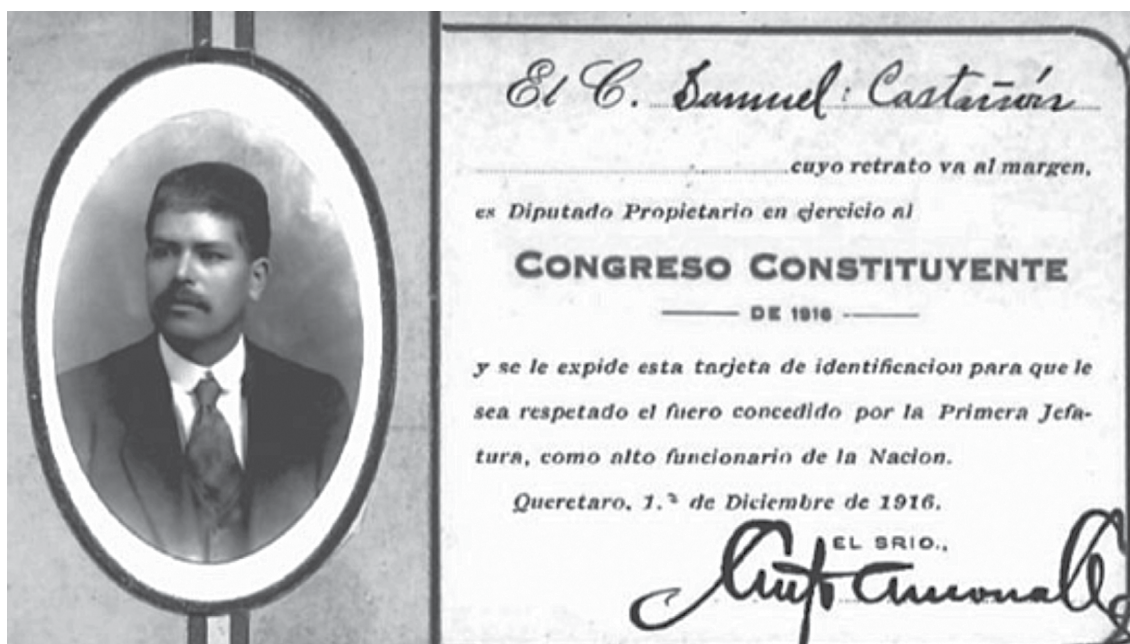 El C. Samuel Castañón
cuyo retrato va al margen,
es Diputado Propietario en ejercicio al
CONGRESO CONSTITUYENTE
DE 1916
y se le expide esta tarjeta de identificacion para que le
sea respetado el fuero concedido por la Primera Jefa-
tura, como alto funcionario de la Nacion.
Queretaro, 1.º de Diciembre de 1916.
EL SRIO.,